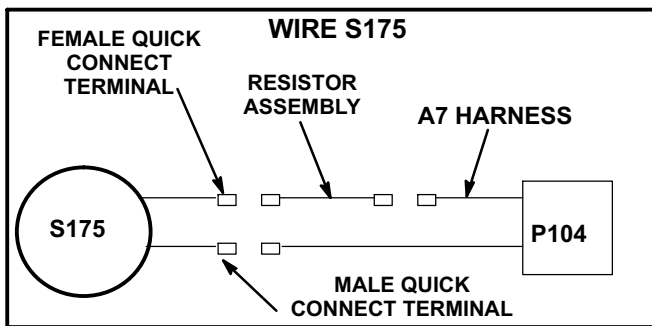 WIRE S175
FEMALE QUICK
CONNECT
TERMINAL
RESISTOR
ASSEMBLY
A7 HARNESS
S175
P104
MALE QUICK
CONNECT TERMINAL